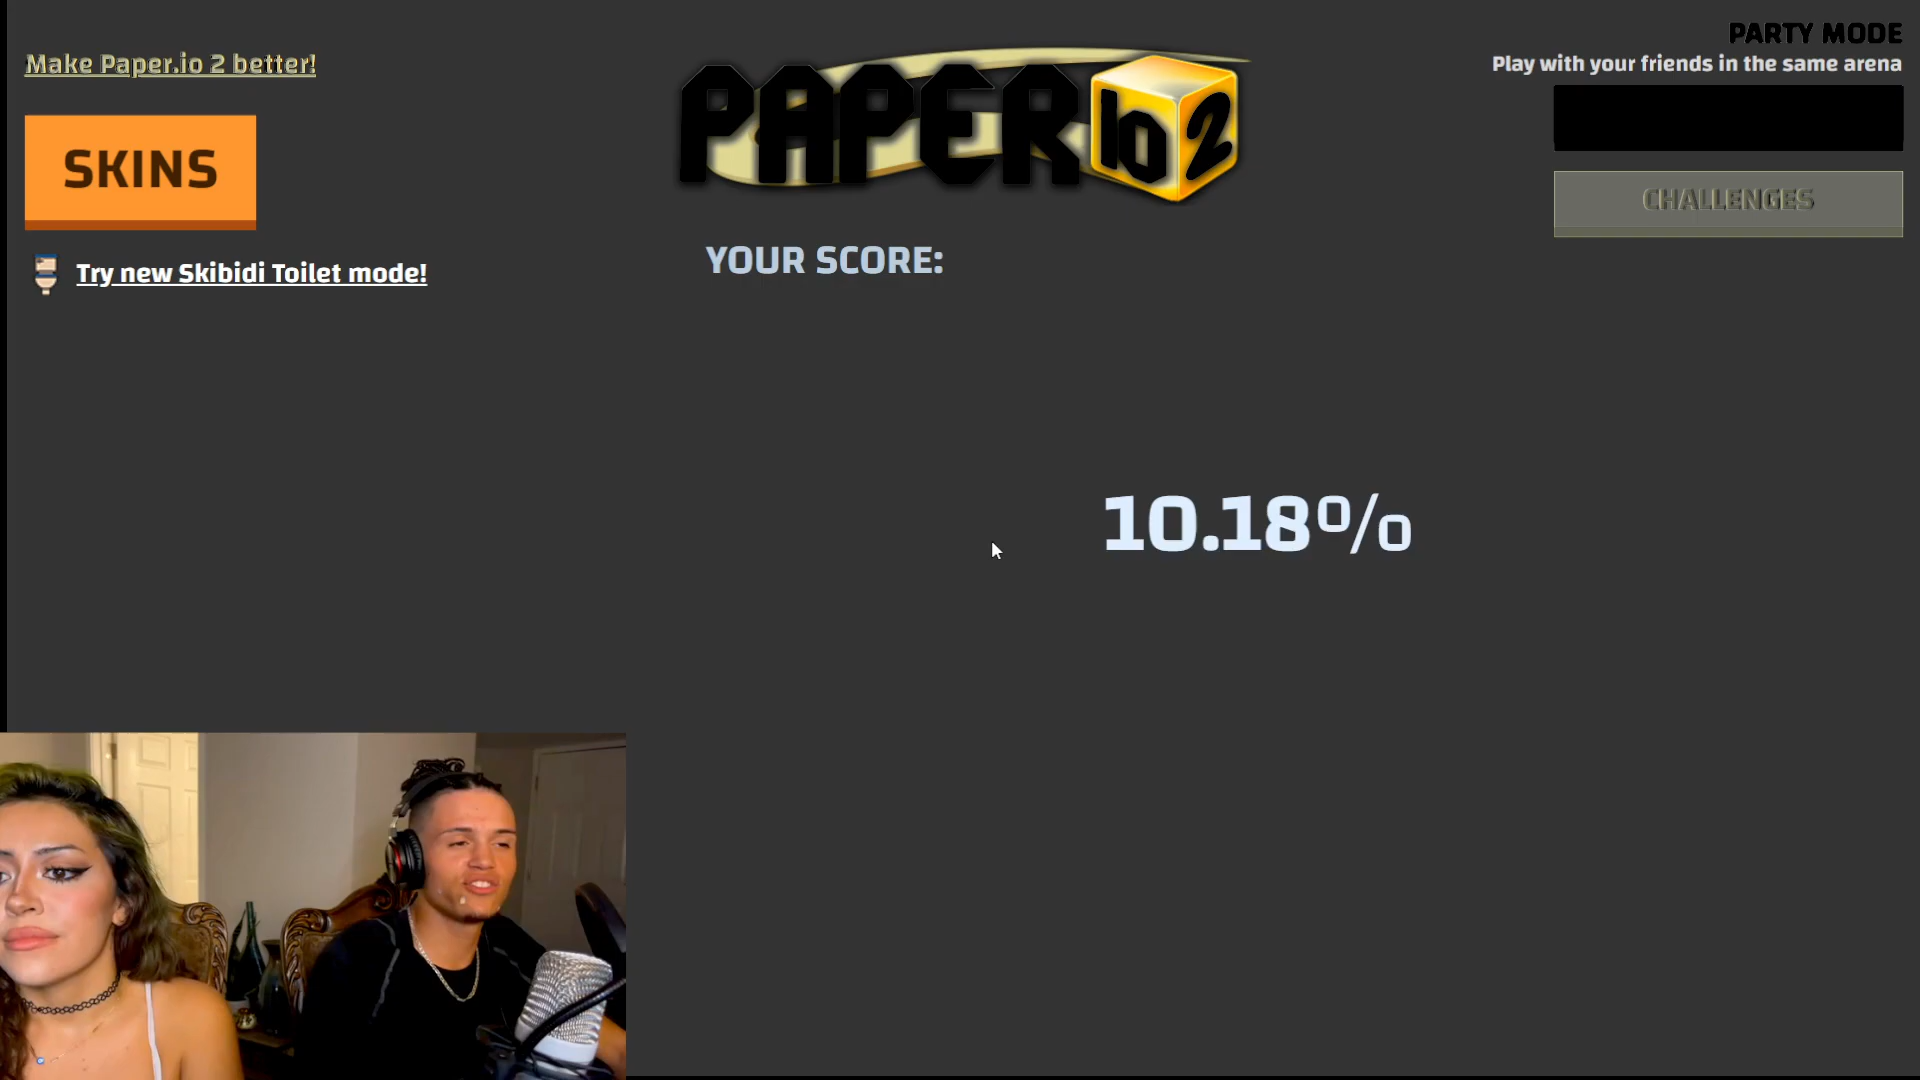 Make Paper.io 2 better!
SKINS
Try new Skibidi Toilet mode!
PAPER io 2
YOUR SCORE:
10.18%
PARTY MODE
Play with your friends in the same arena
CHALLENGES